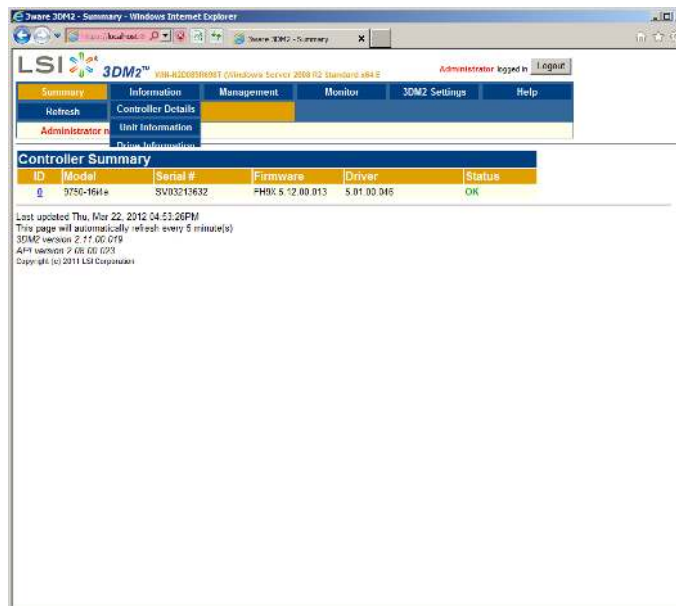 3ware 3DM2 - Summary - Windows Internet Explorer
3ware 3DM2 - Summary
LSI 3DM2™
Administrator logged in Logout
Summary Information Management Monitor 3DM2 Settings Help
Refresh Controller Details
Administrator Unit Information
Drive Information
Controller Summary
ID Model Serial # Firmware Driver Status
0 9750-16i4e SV03213632 FH9X 5.12.00.013 5.01.00.046 OK
Last updated Thu, Mar 22, 2012 04:53:26PM
This page will automatically refresh every 5 minute(s)
3DM2 version 2.11.00.019
API version 2.08.00.023
Copyright (c) 2011 LSI Corporation